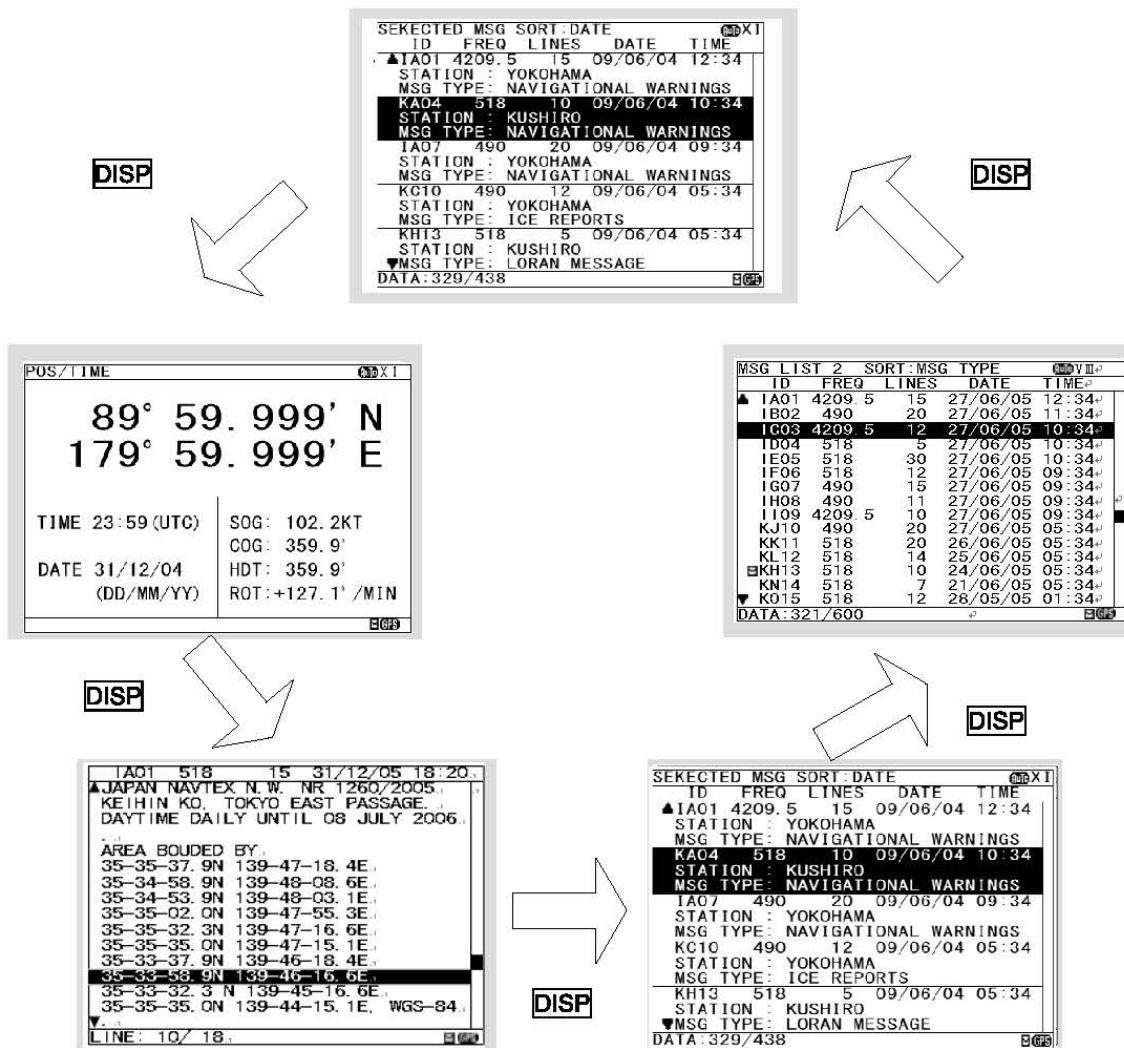 SEKECTED MSG SORT:DATE Auto XI
ID FREQ LINES DATE TIME
▲IA01 4209.5 15 09/06/04 12:34
STATION : YOKOHAMA
MSG TYPE: NAVIGATIONAL WARNINGS
KA04 518 10 09/06/04 10:34
STATION : KUSHIRO
MSG TYPE: NAVIGATIONAL WARNINGS
IA07 490 20 09/06/04 09:34
STATION : YOKOHAMA
MSG TYPE: NAVIGATIONAL WARNINGS
KC10 490 12 09/06/04 05:34
STATION : YOKOHAMA
MSG TYPE: ICE REPORTS
KH13 518 5 09/06/04 05:34
STATION : KUSHIRO
▼MSG TYPE: LORAN MESSAGE
DATA:329/438 GPS
DISP
DISP
POS/TIME Auto XI
89° 59.999' N
179° 59.999' E
TIME 23:59(UTC)
DATE 31/12/04
(DD/MM/YY)
SOG: 102.2KT
COG: 359.9°
HDT: 359.9°
ROT:+127.1°/MIN
GPS
MSG LIST 2 SORT:MSG TYPE Auto VIII
ID FREQ LINES DATE TIME
▲ IA01 4209.5 15 27/06/05 12:34
IB02 490 20 27/06/05 11:34
IC03 4209.5 12 27/06/05 10:34
ID04 518 5 27/06/05 10:34
IE05 518 30 27/06/05 10:34
IF06 518 12 27/06/05 09:34
IG07 490 15 27/06/05 09:34
IH08 490 11 27/06/05 09:34
II09 4209.5 10 27/06/05 09:34
KJ10 490 20 27/06/05 05:34
KK11 518 20 26/06/05 05:34
KL12 518 14 25/06/05 05:34
KH13 518 10 24/06/05 05:34
KN14 518 7 21/06/05 05:34
▼ KO15 518 12 28/05/05 01:34
DATA:321/600 GPS
DISP
DISP
IA01 518 15 31/12/05 18:20
▲JAPAN NAVTEX N.W. NR 1260/2005
KEIHIN KO, TOKYO EAST PASSAGE.
DAYTIME DAILY UNTIL 08 JULY 2006
AREA BOUDED BY
35-35-37.9N 139-47-18.4E
35-34-58.9N 139-48-08.6E
35-34-53.9N 139-48-03.1E
35-35-02.0N 139-47-55.3E
35-35-32.3N 139-47-16.6E
35-35-35.0N 139-47-15.1E
35-33-37.9N 139-46-18.4E
35-33-58.9N 139-46-16.6E
35-33-32.3 N 139-45-16.6E
35-35-35.0N 139-44-15.1E, WGS-84
▼
LINE: 10/ 18 GPS
DISP
SEKECTED MSG SORT:DATE Auto XI
ID FREQ LINES DATE TIME
▲IA01 4209.5 15 09/06/04 12:34
STATION : YOKOHAMA
MSG TYPE: NAVIGATIONAL WARNINGS
KA04 518 10 09/06/04 10:34
STATION : KUSHIRO
MSG TYPE: NAVIGATIONAL WARNINGS
IA07 490 20 09/06/04 09:34
STATION : YOKOHAMA
MSG TYPE: NAVIGATIONAL WARNINGS
KC10 490 12 09/06/04 05:34
STATION : YOKOHAMA
MSG TYPE: ICE REPORTS
KH13 518 5 09/06/04 05:34
STATION : KUSHIRO
▼MSG TYPE: LORAN MESSAGE
DATA:329/438 GPS